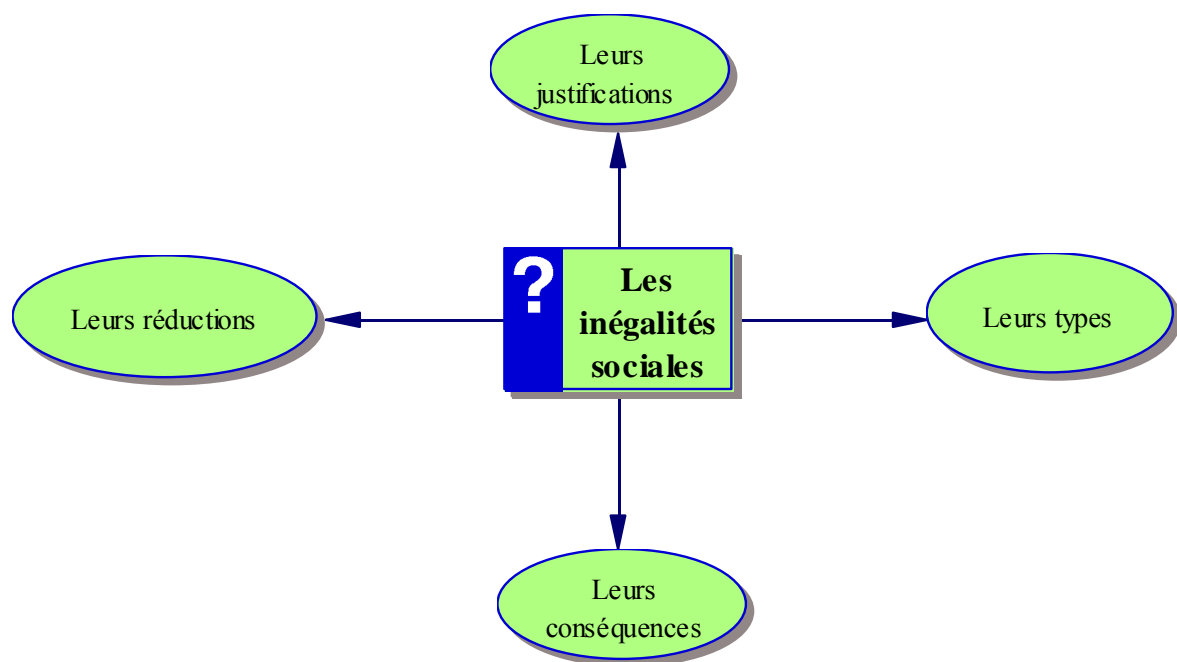 Leurs
justifications
?
Les
inégalités
sociales
Leurs réductions
Leurs types
Leurs
conséquences